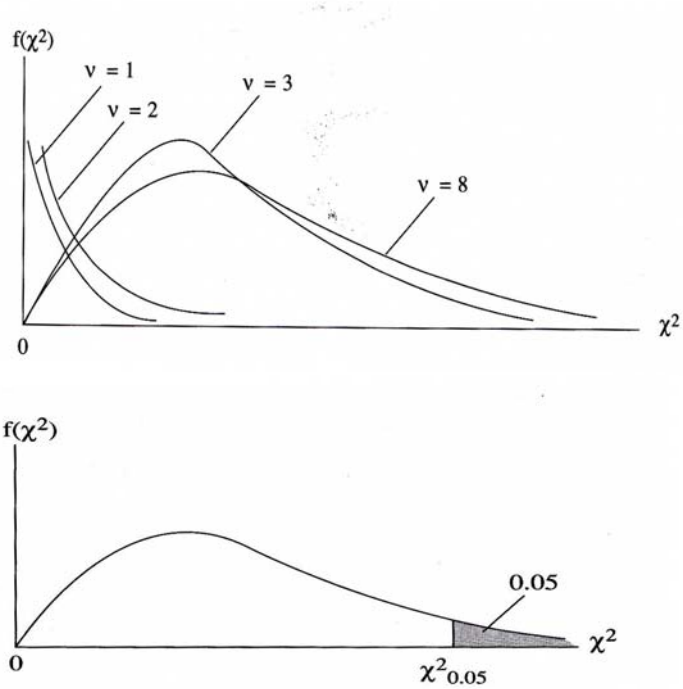 f(χ²)
ν = 1
ν = 2
ν = 3
ν = 8
χ²
0
f(χ²)
0.05
χ²
0
χ²0.05